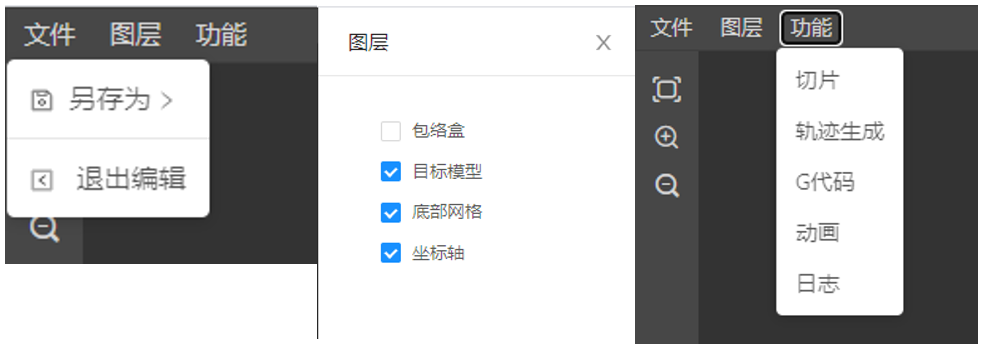 文件 图层 功能
另存为 >
退出编辑
图层 X
包络盒
目标模型
底部网格
坐标轴
文件 图层 功能
切片
轨迹生成
G代码
动画
日志